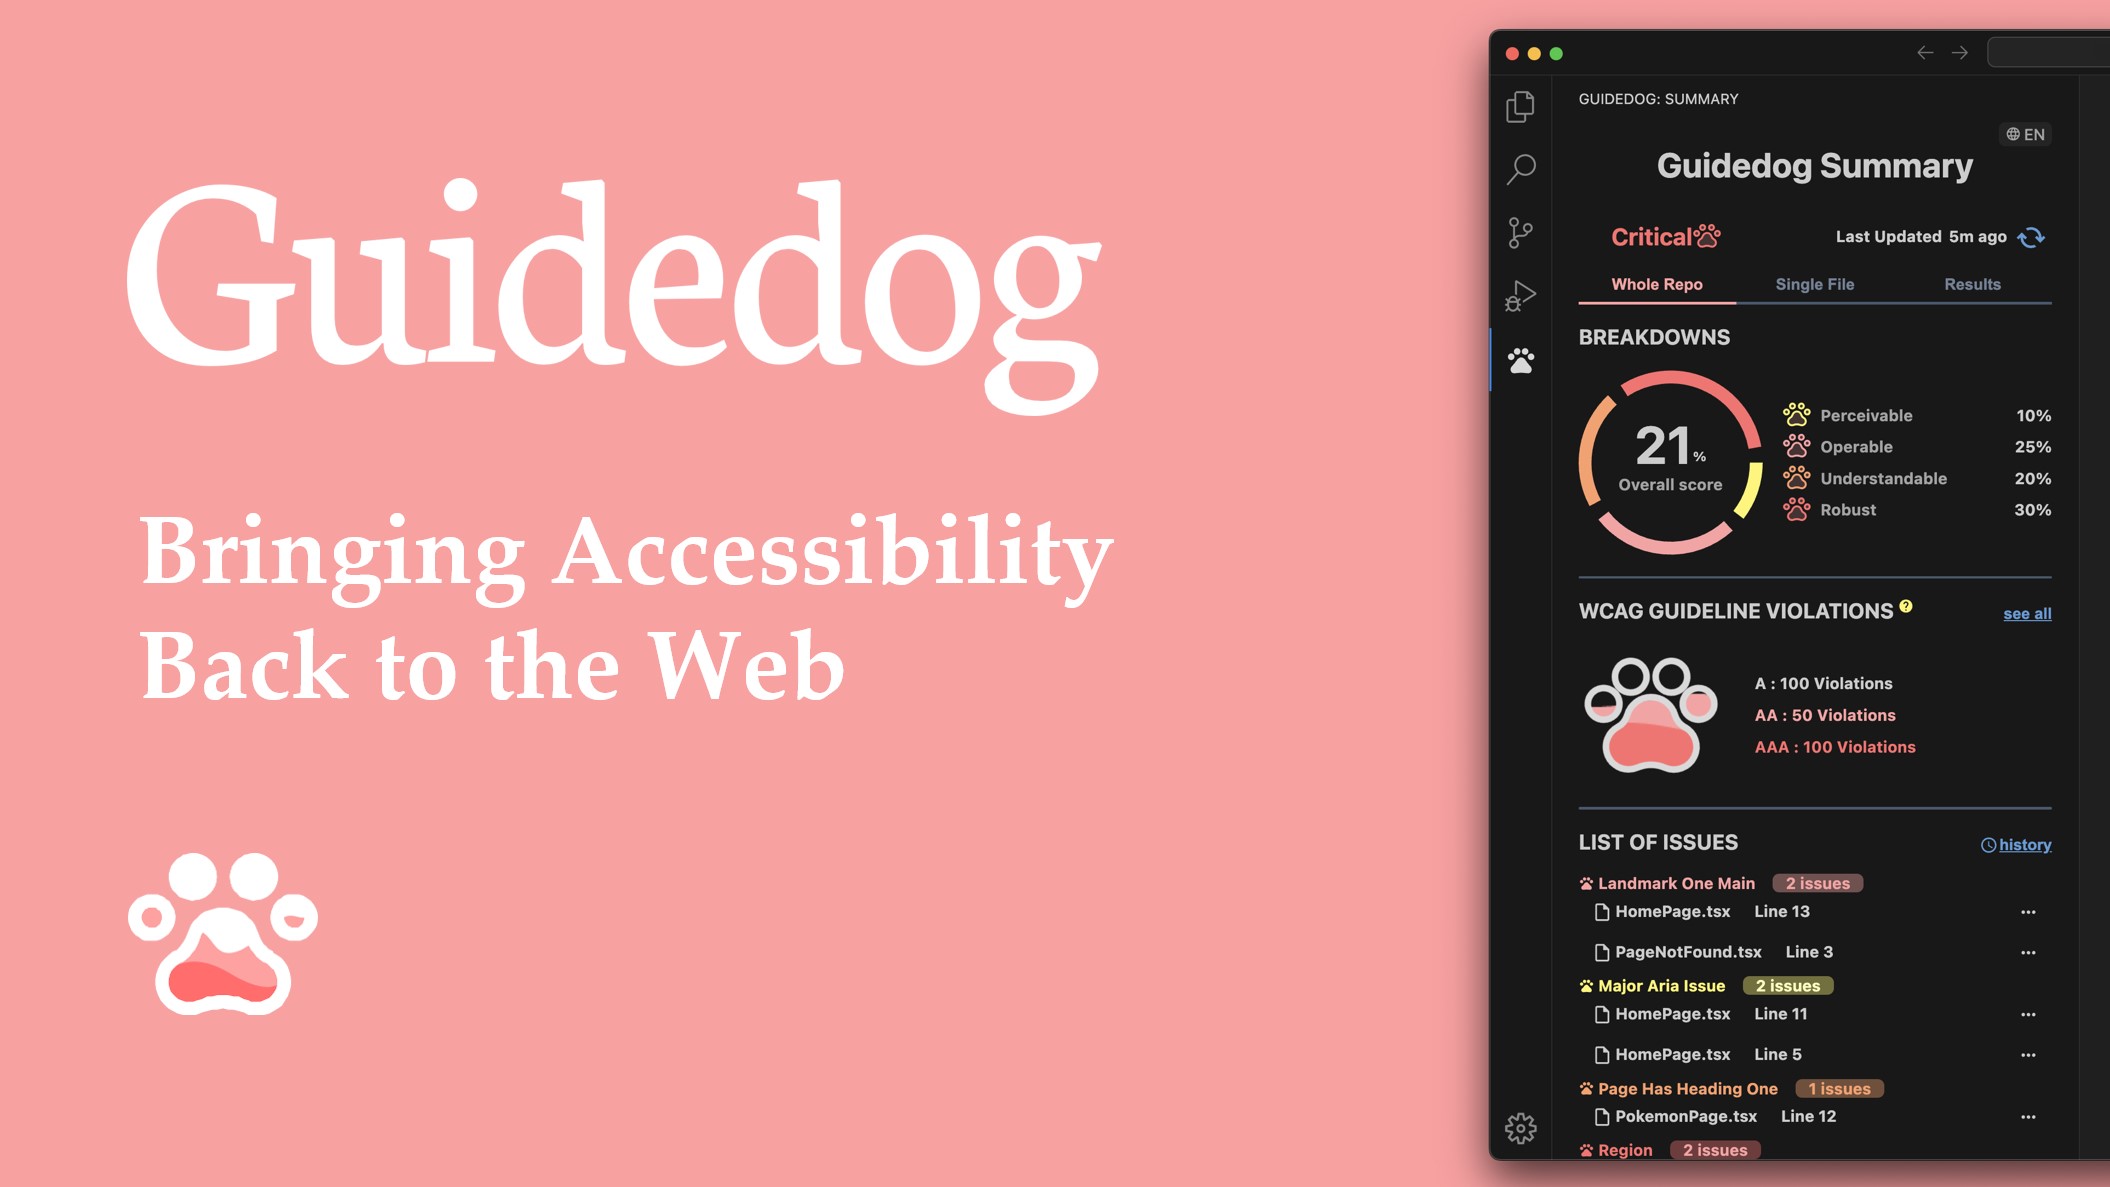 Guidedog
Bringing Accessibility
Back to the Web
GUIDEDOG: SUMMARY
EN
Guidedog Summary
Critical
Last Updated 5m ago
Whole Repo Single File Results
BREAKDOWNS
21%
Overall score
Perceivable 10%
Operable 25%
Understandable 20%
Robust 30%
WCAG GUIDELINE VIOLATIONS ? see all
A : 100 Violations
AA : 50 Violations
AAA : 100 Violations
LIST OF ISSUES history
Landmark One Main 2 issues
HomePage.tsx Line 13 ...
PageNotFound.tsx Line 3 ...
Major Aria Issue 2 issues
HomePage.tsx Line 11 ...
HomePage.tsx Line 5 ...
Page Has Heading One 1 issues
PokemonPage.tsx Line 12 ...
Region 2 issues